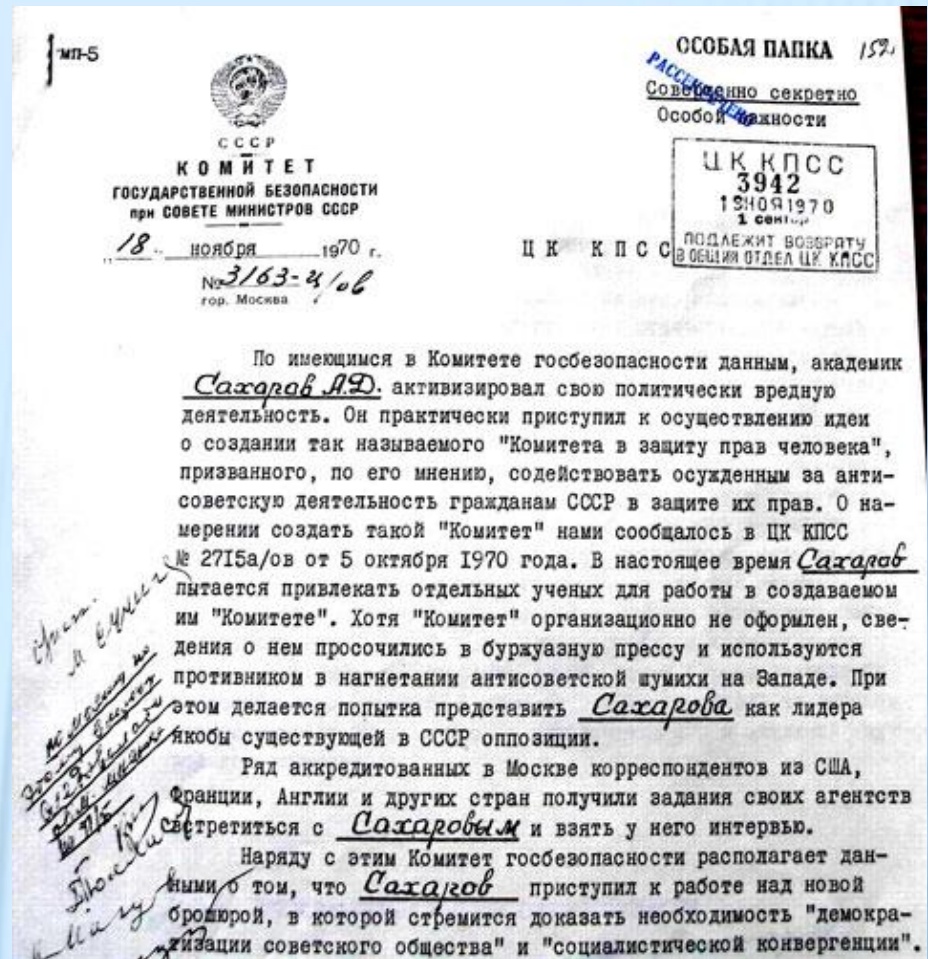 МП-5
ОСОБАЯ ПАПКА
РАССЕКРЕЧЕНО
Совершенно секретно
Особой важности
СССР
КОМИТЕТ
ГОСУДАРСТВЕННОЙ БЕЗОПАСНОСТИ
при СОВЕТЕ МИНИСТРОВ СССР
18 ноября 1970 г.
№ 3163-Ц/ов
гор. Москва
ЦК КПСС
3942
19НОЯ1970
1 сектор
ПОДЛЕЖИТ ВОЗВРАТУ
В ОБЩИЙ ОТДЕЛ ЦК КПСС
ЦК КПСС
По имеющимся в Комитете госбезопасности данным, академик
Сахаров А.Д. активизировал свою политически вредную
деятельность. Он практически приступил к осуществлению идеи
о создании так называемого "Комитета в защиту прав человека",
призванного, по его мнению, содействовать осужденным за анти-
советскую деятельность гражданам СССР в защите их прав. О на-
мерении создать такой "Комитет" нами сообщалось в ЦК КПСС
№ 2715а/ов от 5 октября 1970 года. В настоящее время Сахаров
пытается привлекать отдельных ученых для работы в создаваемом
им "Комитете". Хотя "Комитет" организационно не оформлен, све-
дения о нем просочились в буржуазную прессу и используются
противником в нагнетании антисоветской шумихи на Западе. При
этом делается попытка представить Сахарова как лидера
якобы существующей в СССР оппозиции.
Ряд аккредитованных в Москве корреспондентов из США,
Франции, Англии и других стран получили задания своих агентств
встретиться с Сахаровым и взять у него интервью.
Наряду с этим Комитет госбезопасности располагает дан-
ными о том, что Сахаров приступил к работе над новой
брошюрой, в которой стремится доказать необходимость "демокра-
тизации советского общества" и "социалистической конвергенции".